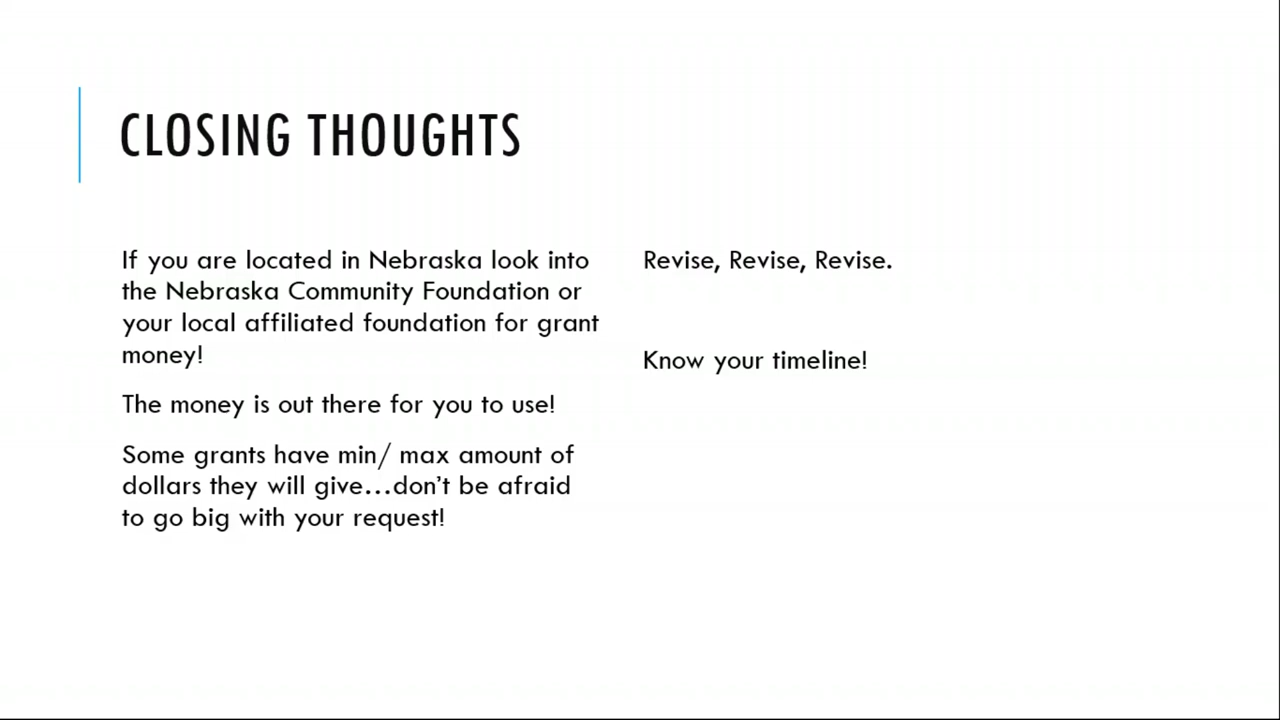 CLOSING THOUGHTS
If you are located in Nebraska look into
the Nebraska Community Foundation or
your local affiliated foundation for grant
money!
The money is out there for you to use!
Some grants have min/ max amount of
dollars they will give...don't be afraid
to go big with your request!
Revise, Revise, Revise.
Know your timeline!